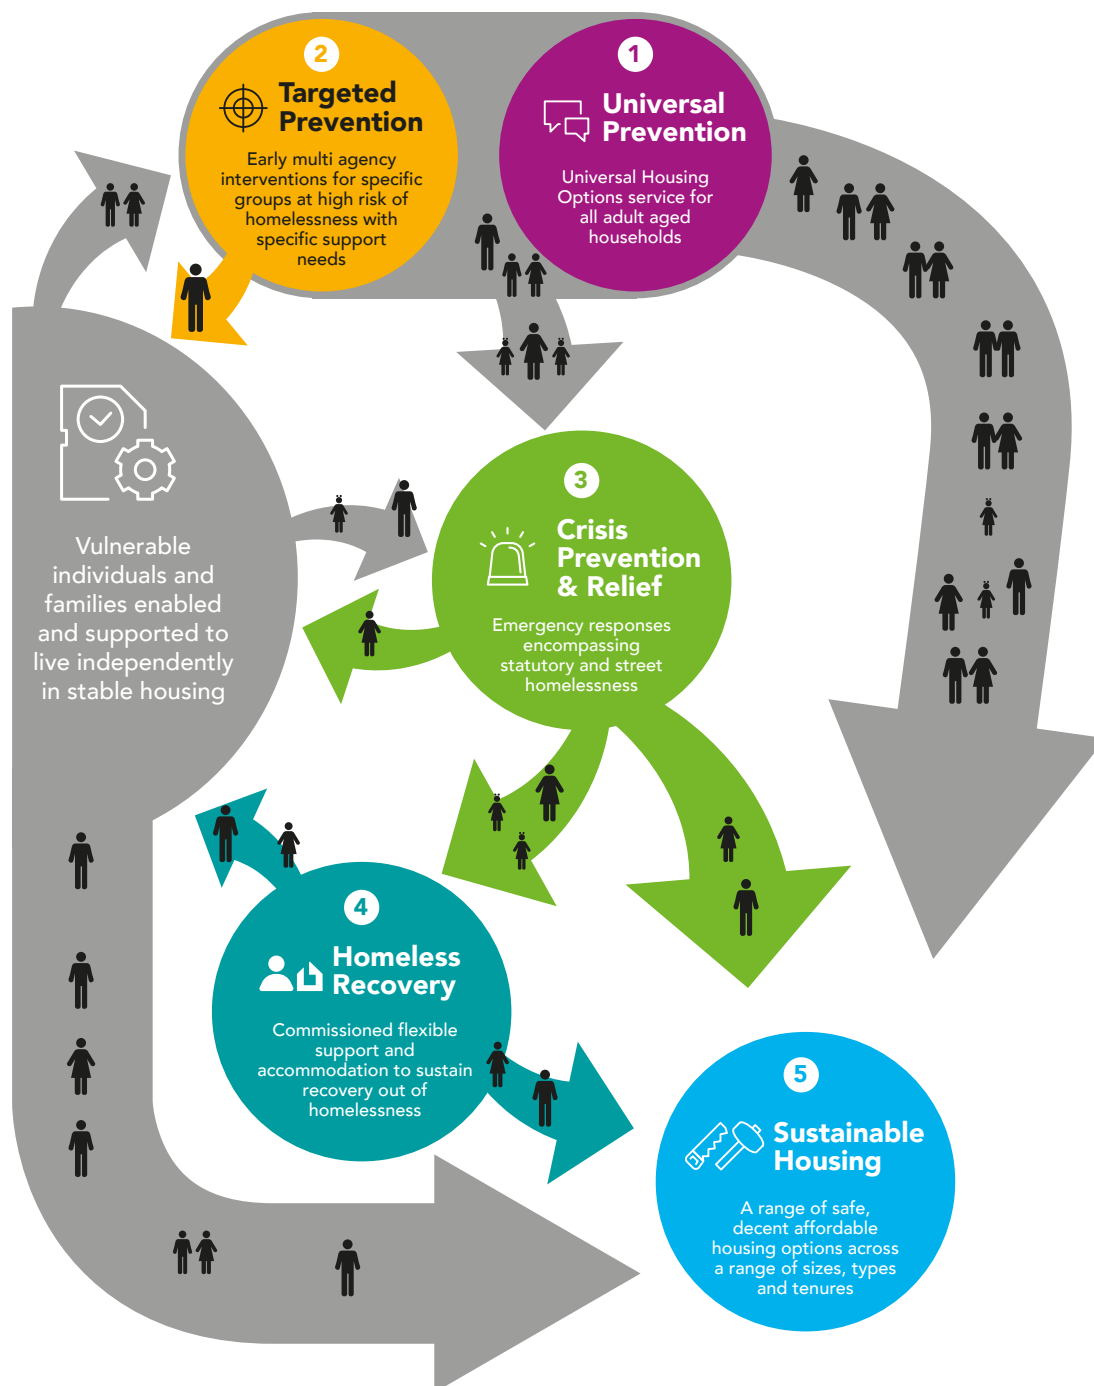 1
Universal
Prevention
Universal Housing
Options service for
all adult aged
households
2
Targeted
Prevention
Early multi agency
interventions for specific
groups at high risk of
homelessness with
specific support
needs
Vulnerable
individuals and
families enabled
and supported to
live independently
in stable housing
3
Crisis
Prevention
& Relief
Emergency responses
encompassing
statutory and street
homelessness
4
Homeless
Recovery
Commissioned flexible
support and
accommodation to sustain
recovery out of
homelessness
5
Sustainable
Housing
A range of safe,
decent affordable
housing options across
a range of sizes, types
and tenures